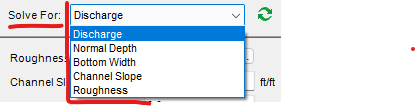 Solve For: Discharge
Discharge
Normal Depth
Roughness:
Bottom Width
Channel Slope
Channel Sl ft/ft
Roughness